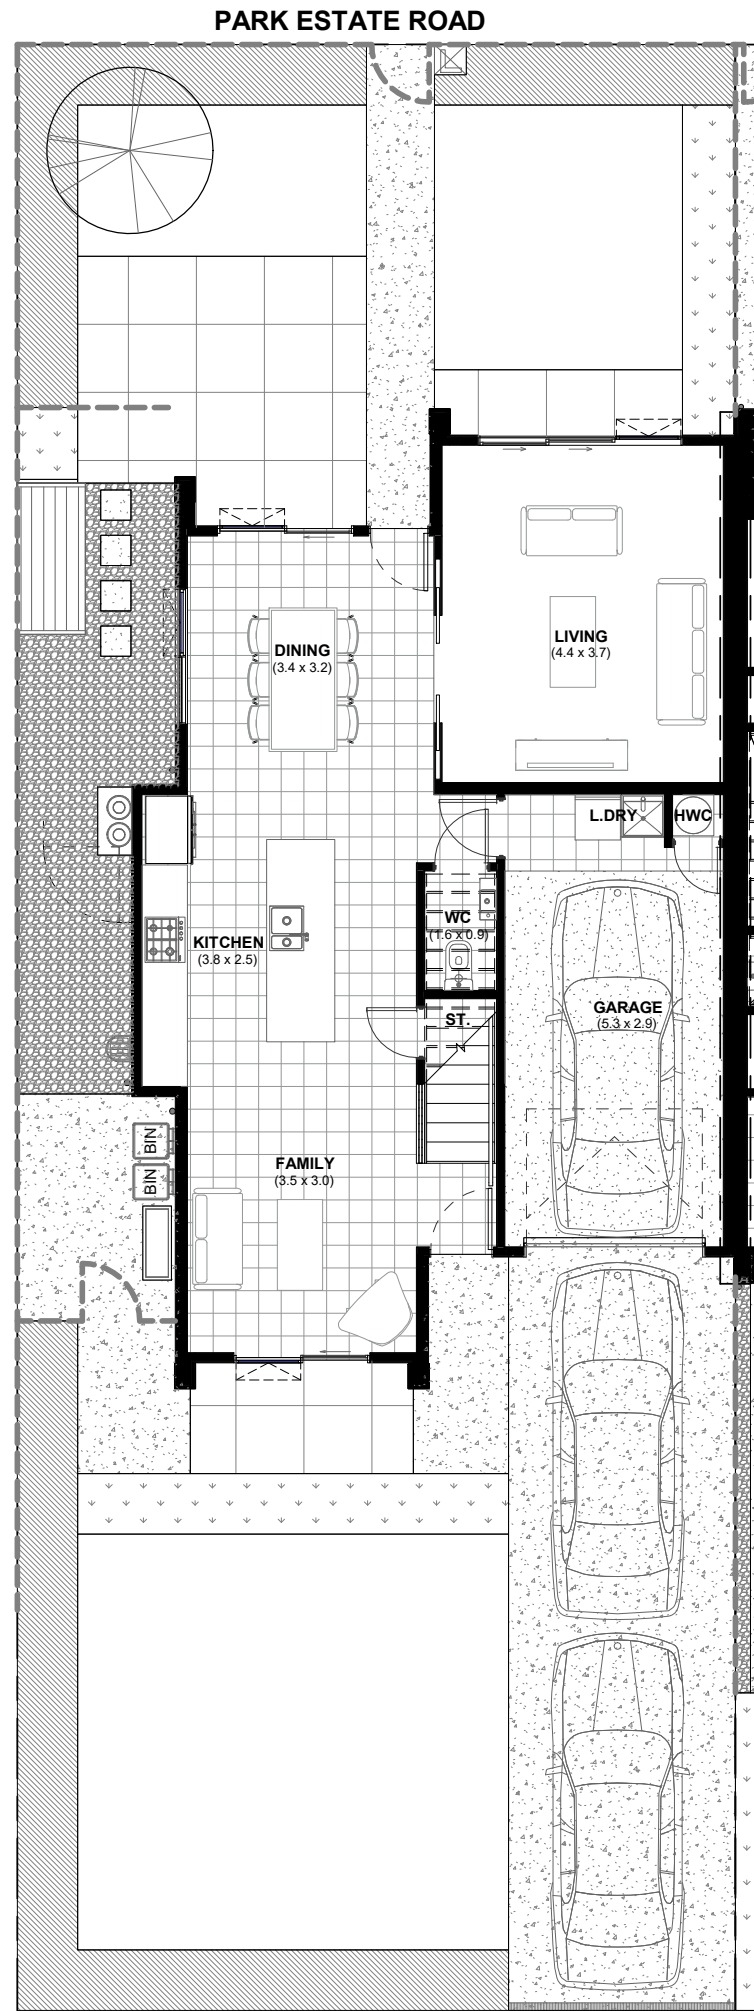 PARK ESTATE ROAD
DINING
(3.4 x 3.2)
LIVING
(4.4 x 3.7)
L.DRY
HWC
WC
(1.6 x 0.9)
KITCHEN
(3.8 x 2.5)
GARAGE
(5.3 x 2.9)
ST.
BIN
BIN
FAMILY
(3.5 x 3.0)